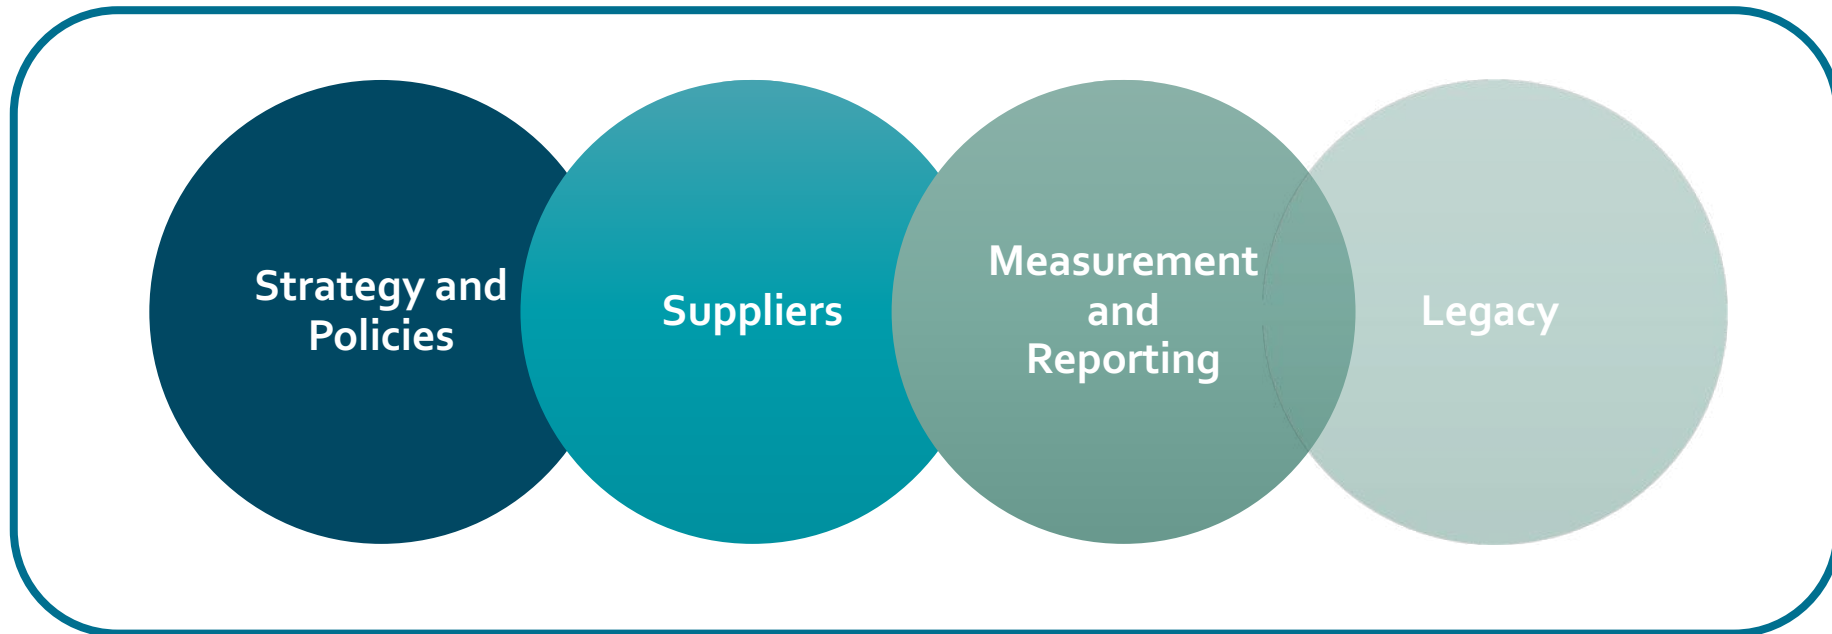 Strategy and
Policies
Suppliers
Measurement
and
Reporting
Legacy